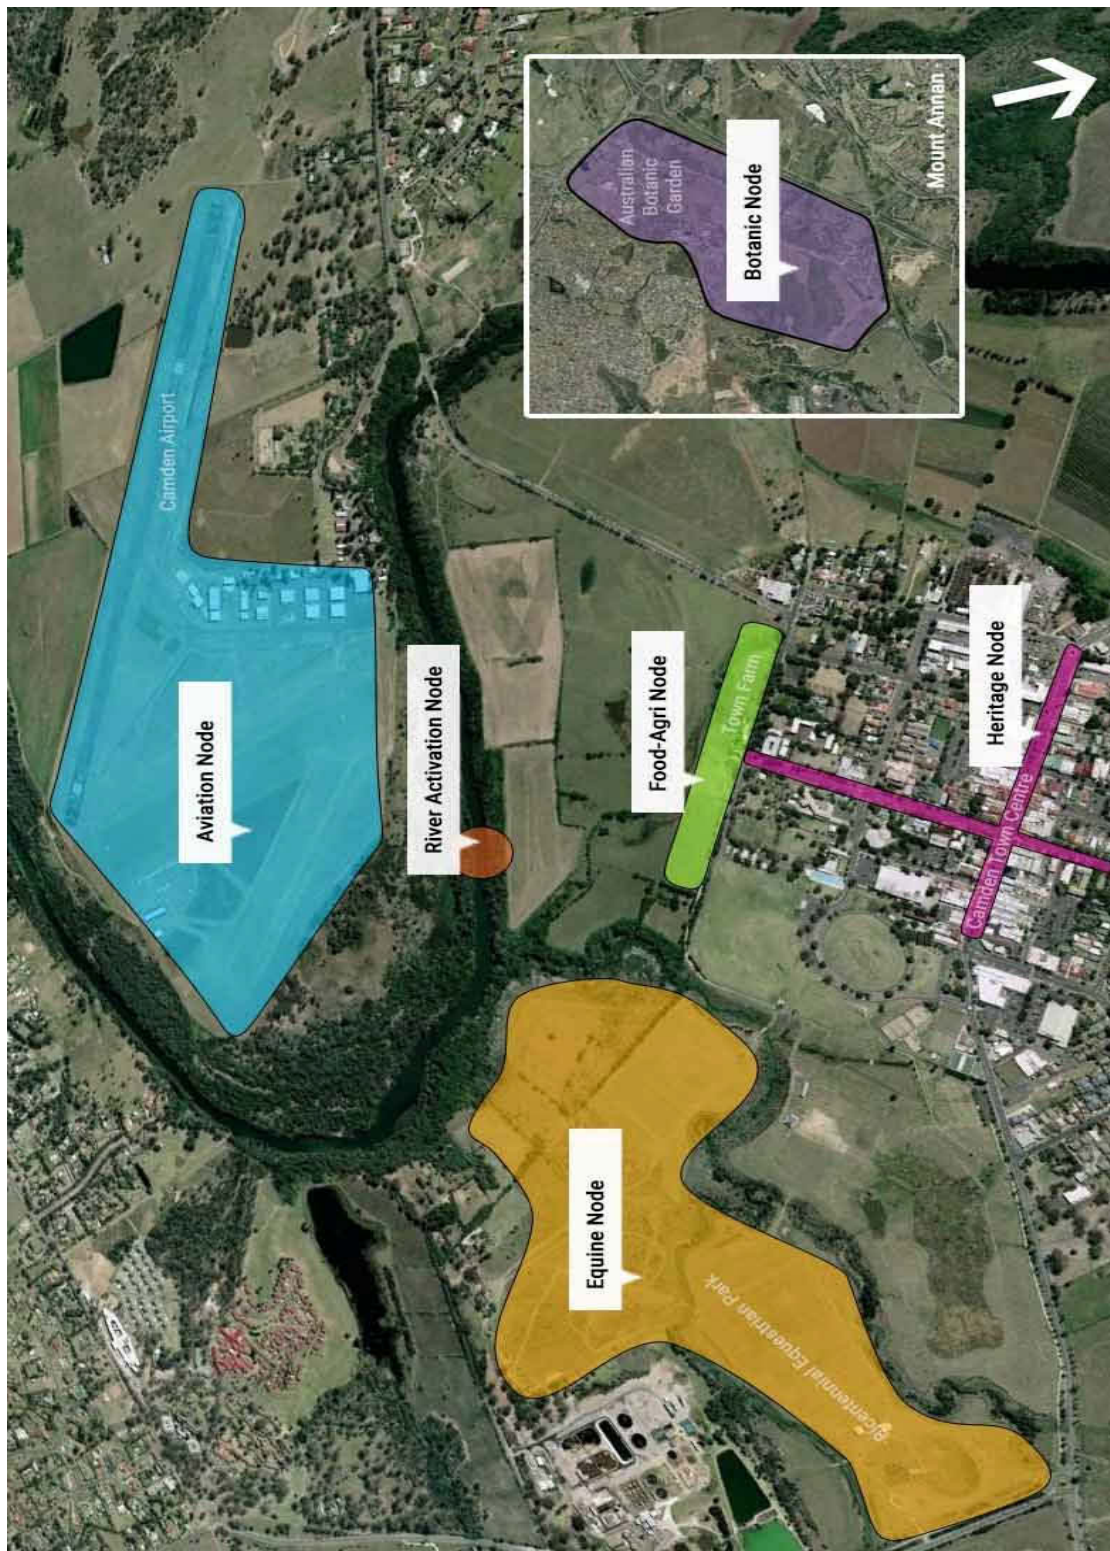 Camden Airport
Aviation Node
River Activation Node
Food-Agri Node
Town Farm
Heritage Node
Camden Town Centre
Equine Node
Bicentennial Equestrian Park
Australian
Botanic
Garden
Botanic Node
Mount Annan